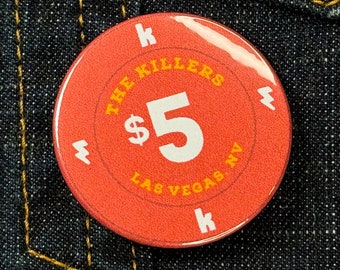 k
THE KILLERS
$5
LAS VEGAS, NV
k